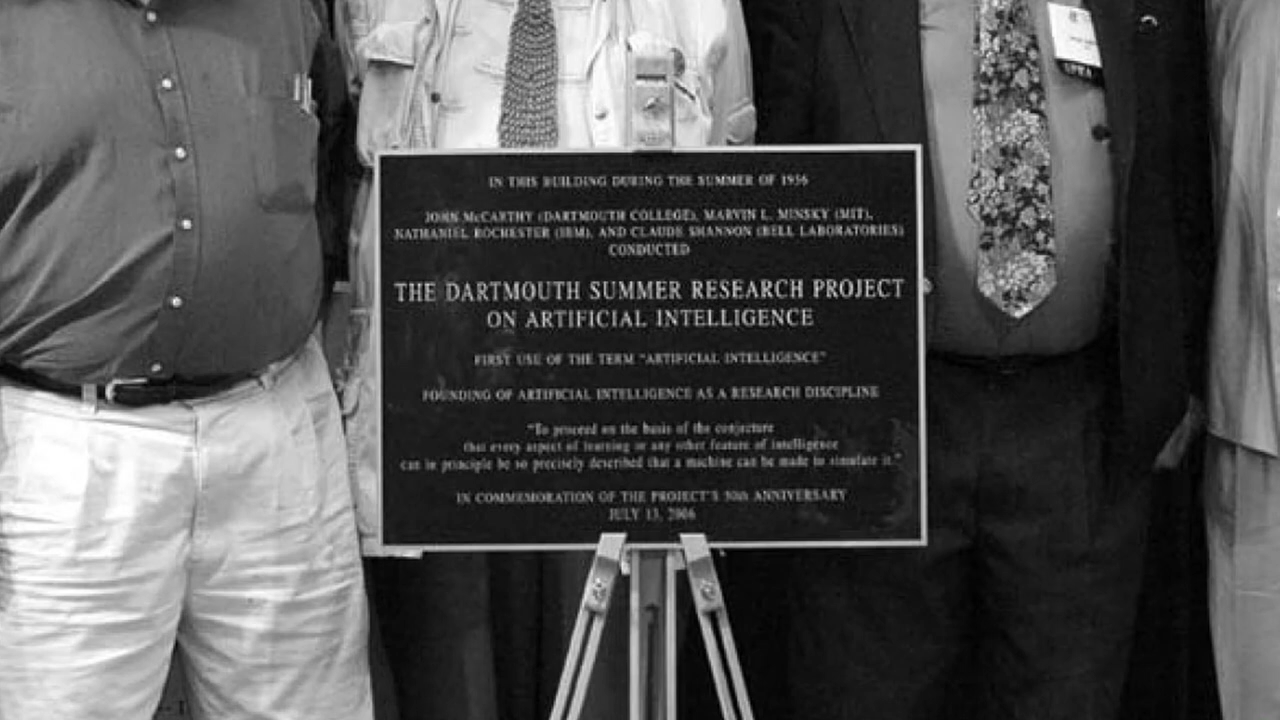 IN THIS BUILDING DURING THE SUMMER OF 1956
JOHN McCARTHY (DARTMOUTH COLLEGE), MARVIN L. MINSKY (MIT),
NATHANIEL ROCHESTER (IBM), AND CLAUDE SHANNON (BELL LABORATORIES)
CONDUCTED
THE DARTMOUTH SUMMER RESEARCH PROJECT
ON ARTIFICIAL INTELLIGENCE
FIRST USE OF THE TERM "ARTIFICIAL INTELLIGENCE"
FOUNDING OF ARTIFICIAL INTELLIGENCE AS A RESEARCH DISCIPLINE
"To proceed on the basis of the conjecture
that every aspect of learning or any other feature of intelligence
can in principle be so precisely described that a machine can be made to simulate it."
IN COMMEMORATION OF THE PROJECT'S 50th ANNIVERSARY
JULY 13, 2006